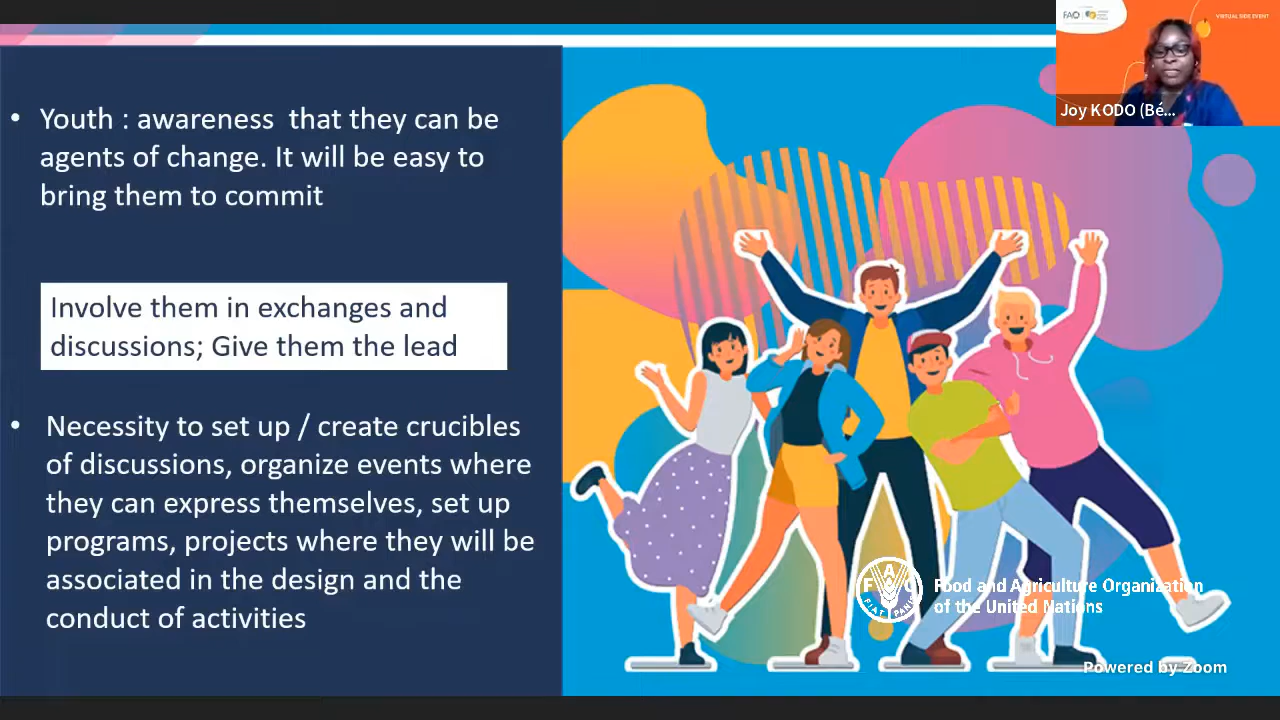 • Youth : awareness  that they can be
agents of change. It will be easy to
bring them to commit
Involve them in exchanges and
discussions; Give them the lead
• Necessity to set up / create crucibles
of discussions, organize events where
they can express themselves, set up
programs, projects where they will be
associated in the design and the
conduct of activities
FAO
VIRTUAL SIDE EVENT
Joy KODO (Bé...
FAO
FIAT PANIS
Food and Agriculture Organization
of the United Nations
Powered by Zoom